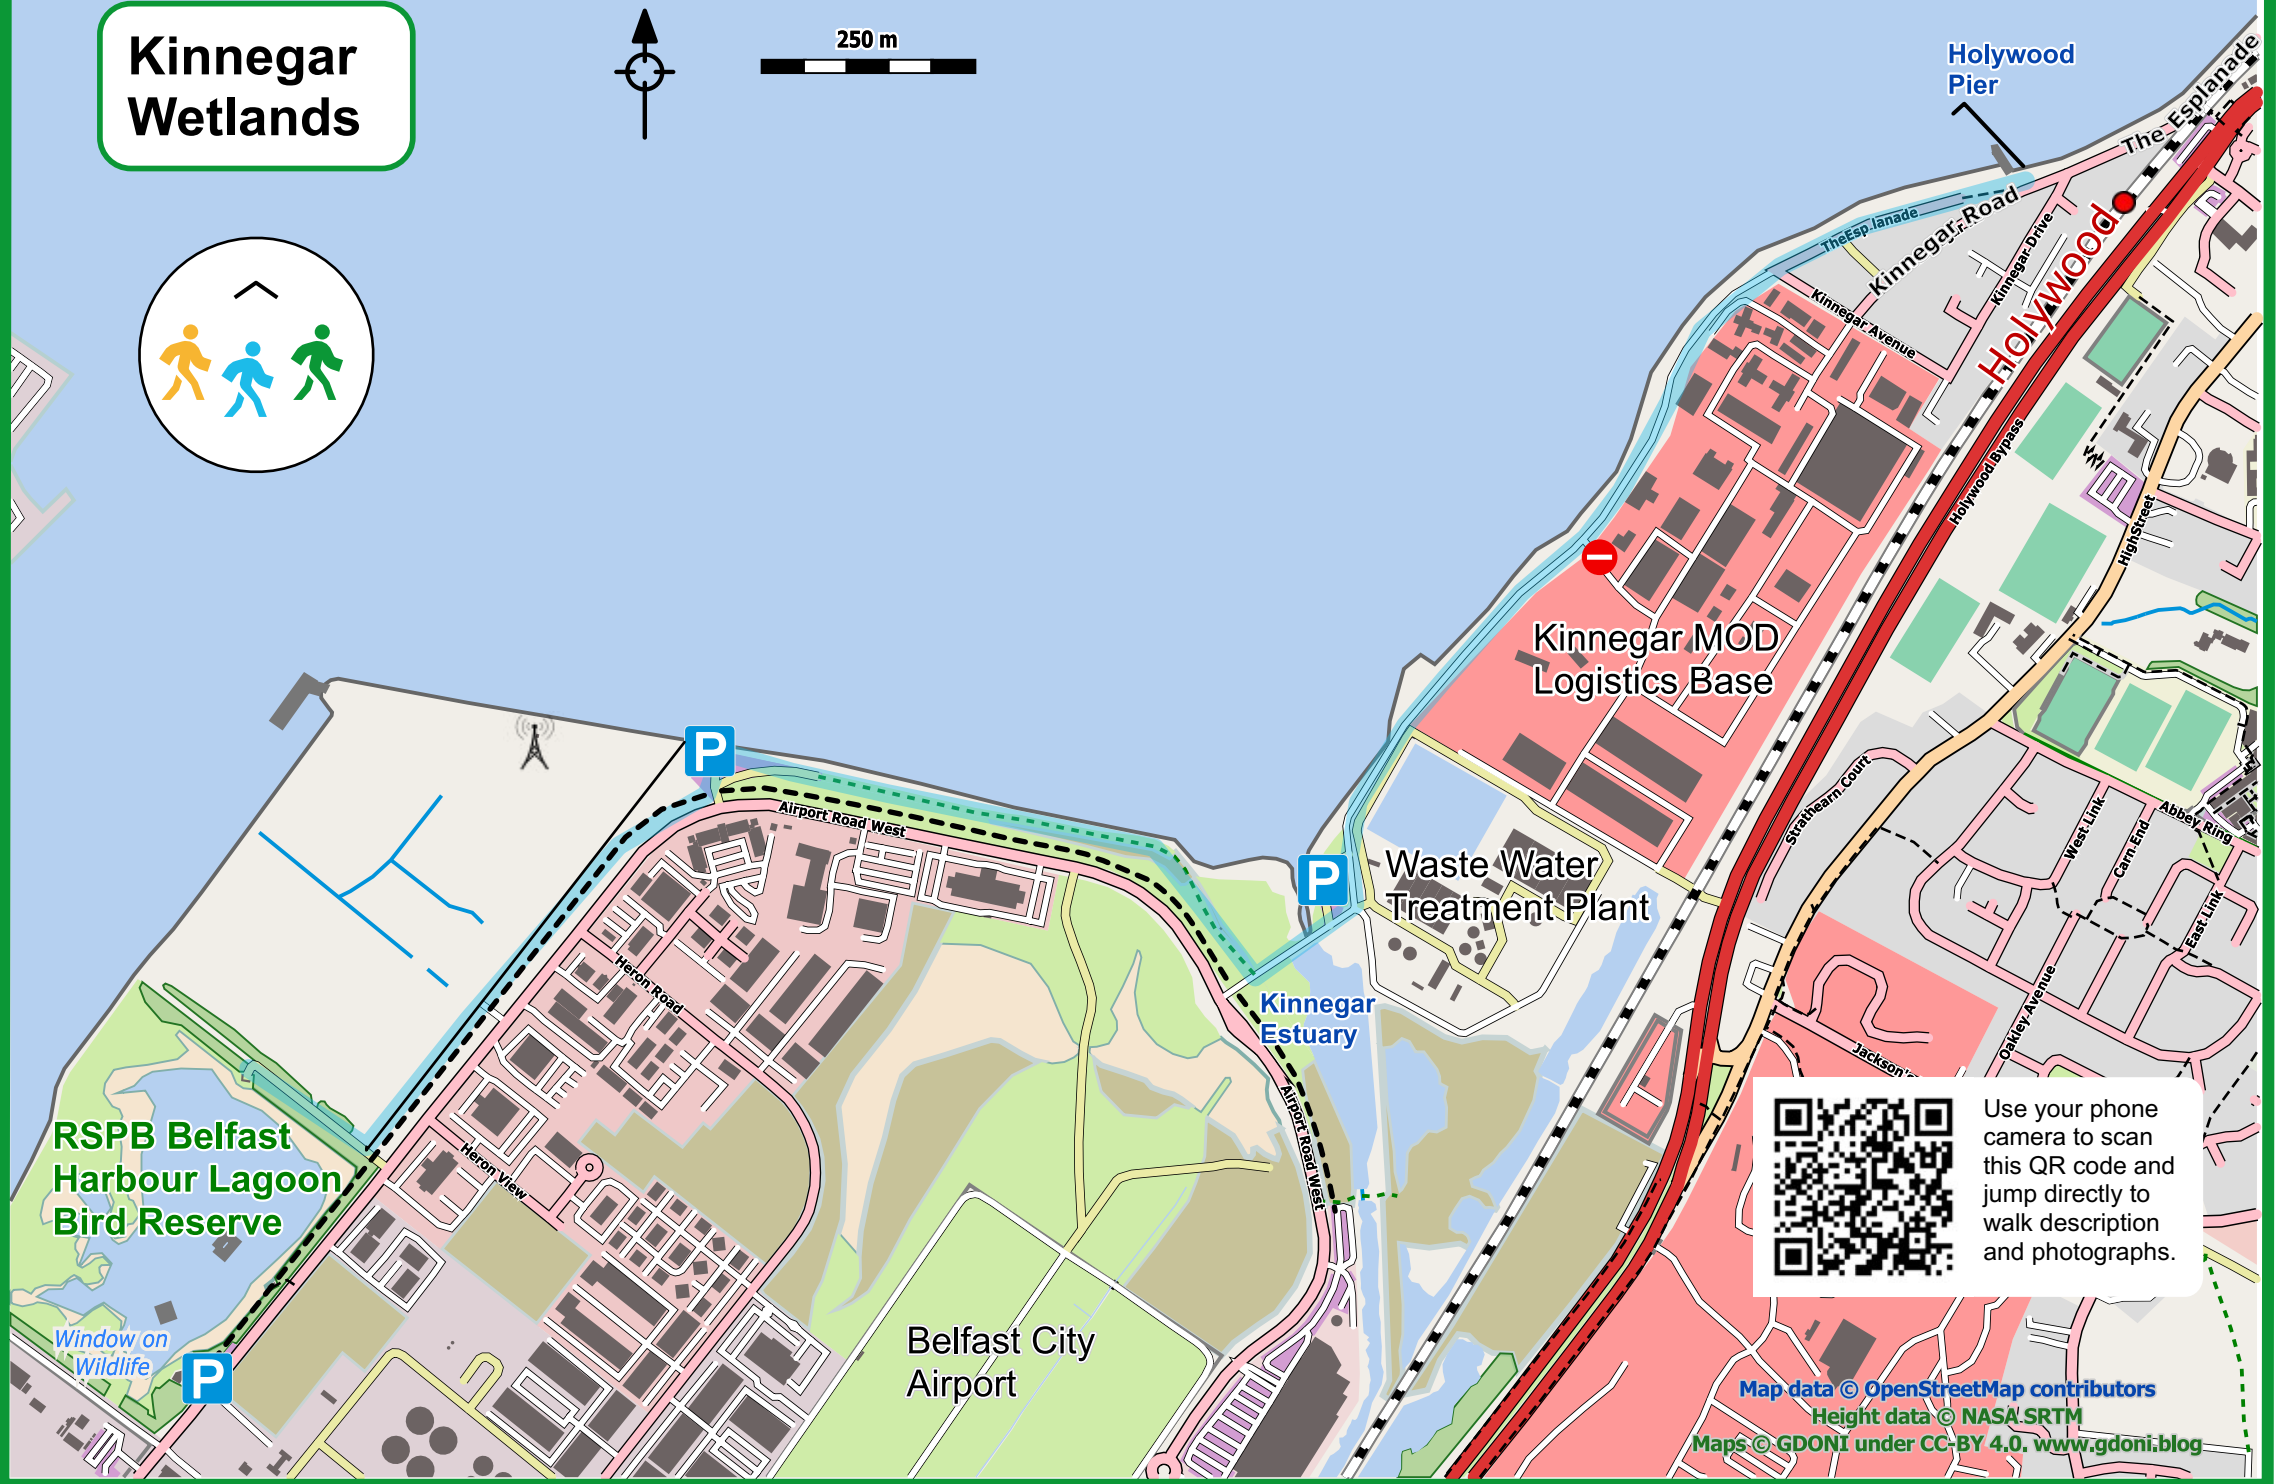 Kinnegar
Wetlands
250 m
Holywood
Pier
The Esplanade
TheEsplanade
Kinnegar-Road
Kinnegar-Drive
Kinnegar Avenue
Holywood
Holywood Bypass
HighStreet
Kinnegar MOD
Logistics Base
P
Airport Road West
Strathearn Court
West Link
Carn End
Abbey Ring
East Link
P
Waste Water
Treatment Plant
Heron Road
Kinnegar
Estuary
Oakley Avenue
Jackson's
Airport Road West
RSPB Belfast
Harbour Lagoon
Bird Reserve
Heron View
Use your phone
camera to scan
this QR code and
jump directly to
walk description
and photographs.
Window on
Wildlife
P
Belfast City
Airport
Map data © OpenStreetMap contributors
Height data © NASA SRTM
Maps © GDONI under CC-BY 4.0. www.gdoni.blog